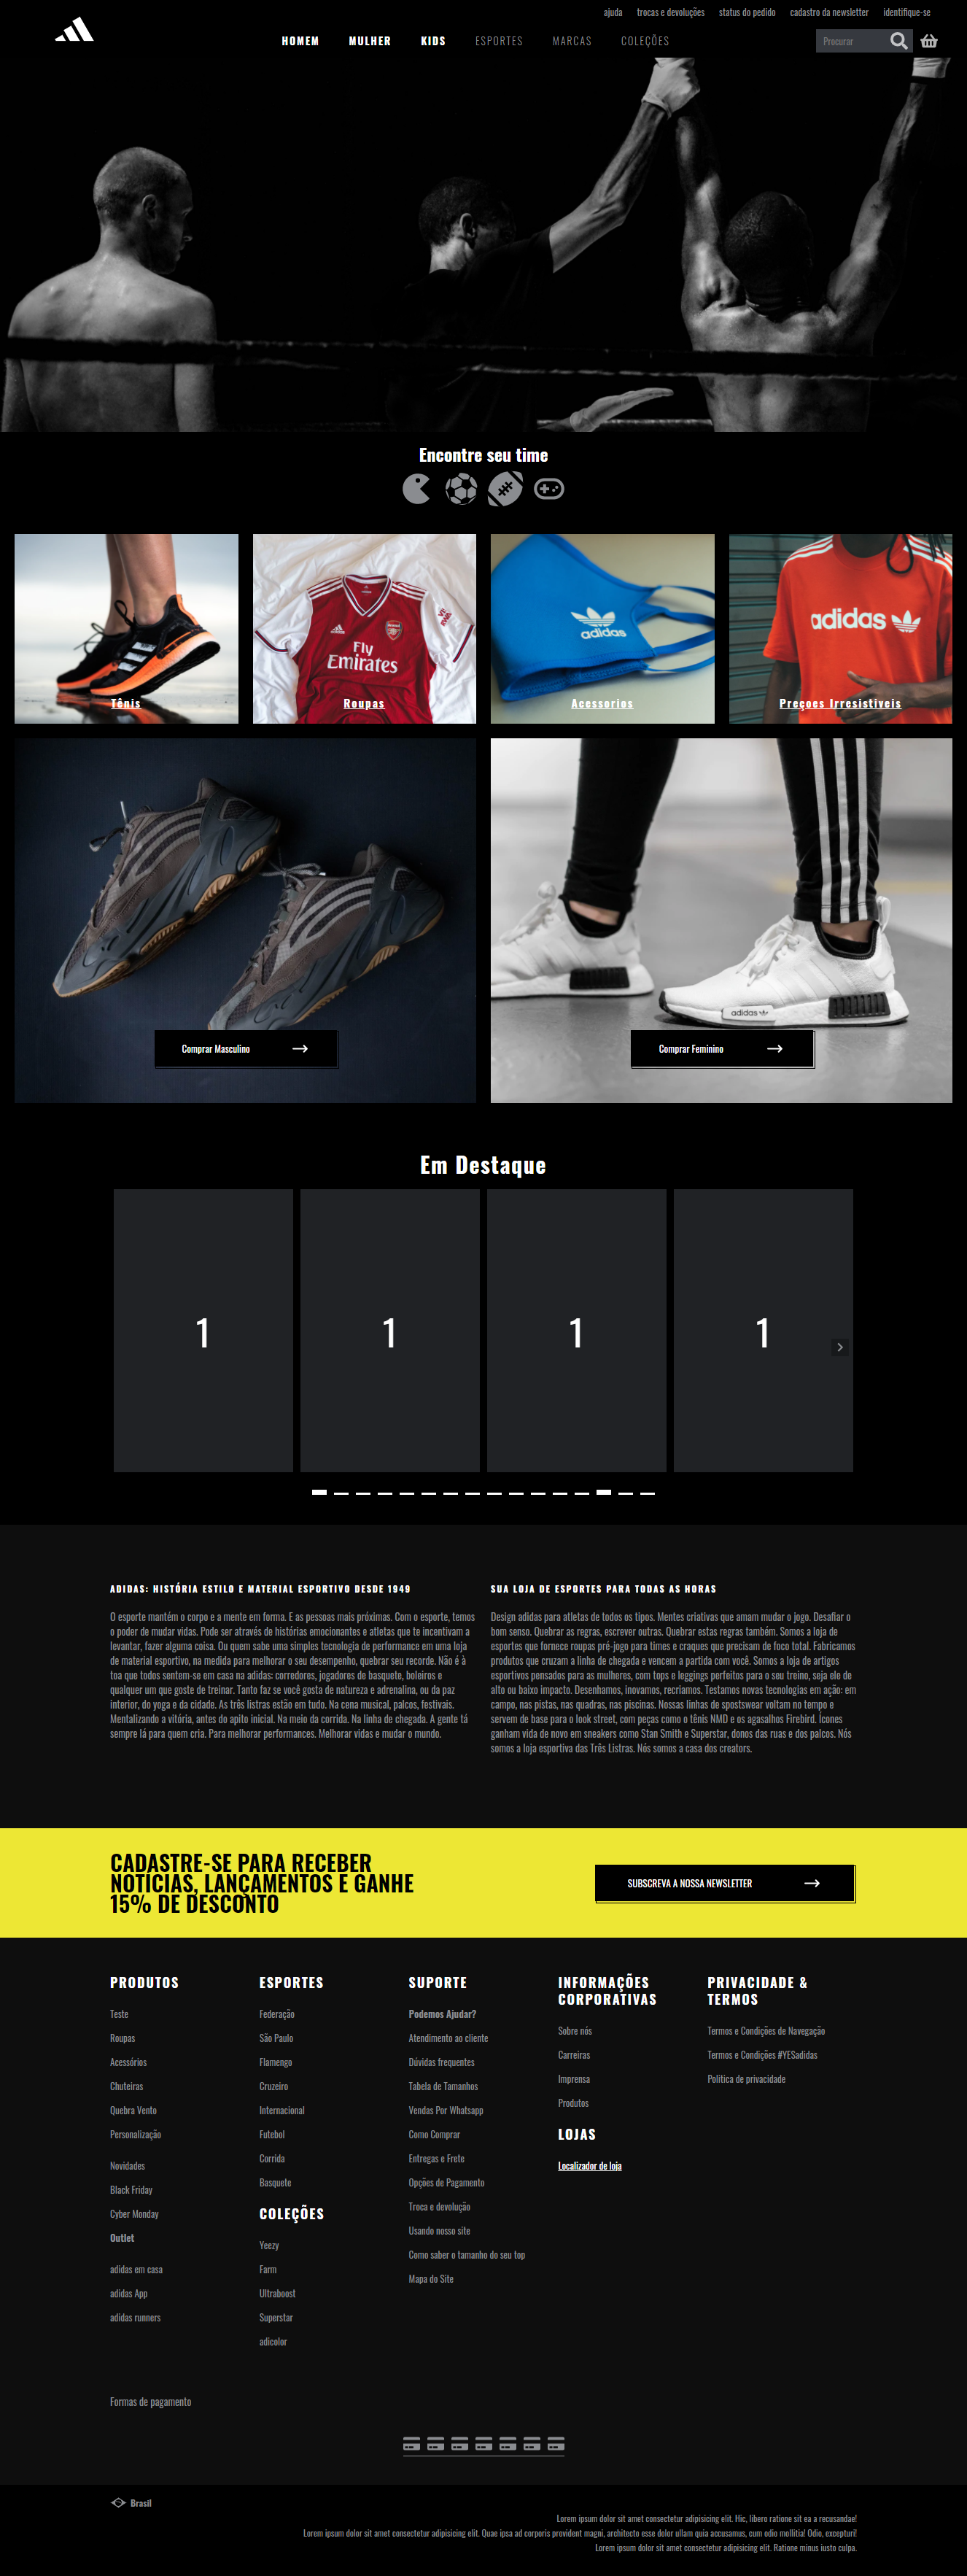 ajuda trocas e devoluções status do pedido cadastro da newsletter identifique-se
HOMEM MULHER KIDS ESPORTES MARCAS COLEÇÕES
Procurar
Encontre seu time
Fly
Emirates
adidas
adidas
Tênis
Roupas
Acessorios
Preçoes Irresistiveis
adidas
Comprar Masculino
Comprar Feminino
Em Destaque
1
1
1
1
ADIDAS: HISTÓRIA ESTILO E MATERIAL ESPORTIVO DESDE 1949
O esporte mantém o corpo e a mente em forma. E as pessoas mais próximas. Com o esporte, temos
o poder de mudar vidas. Pode ser através de histórias emocionantes e atletas que te incentivam a
levantar, fazer alguma coisa. Ou quem sabe uma simples tecnologia de performance em uma loja
de material esportivo, na medida para melhorar o seu desempenho, quebrar seu recorde. Não é à
toa que todos sentem-se em casa na adidas: corredores, jogadores de basquete, boleiros e
qualquer um que goste de treinar. Tanto faz se você gosta de natureza e adrenalina, ou da paz
interior, do yoga e da cidade. As três listras estão em tudo. Na cena musical, palcos, festivais.
Mentalizando a vitória, antes do apito inicial. Na meio da corrida. Na linha de chegada. A gente tá
sempre lá para quem cria. Para melhorar performances. Melhorar vidas e mudar o mundo.
SUA LOJA DE ESPORTES PARA TODAS AS HORAS
Design adidas para atletas de todos os tipos. Mentes criativas que amam mudar o jogo. Desafiar o
bom senso. Quebrar as regras, escrever outras. Quebrar estas regras também. Somos a loja de
esportes que fornece roupas pré-jogo para times e craques que precisam de foco total. Fabricamos
produtos que cruzam a linha de chegada e vencem a partida com você. Somos a loja de artigos
esportivos pensados para as mulheres, com tops e leggings perfeitos para o seu treino, seja ele de
alto ou baixo impacto. Desenhamos, inovamos, recriamos. Testamos novas tecnologias em ação: em
campo, nas pistas, nas quadras, nas piscinas. Nossas linhas de spostswear voltam no tempo e
servem de base para o look street, com peças como o tênis NMD e os agasalhos Firebird. Ícones
ganham vida de novo em sneakers como Stan Smith e Superstar, donos das ruas e dos palcos. Nós
somos a loja esportiva das Três Listras. Nós somos a casa dos creators.
CADASTRE-SE PARA RECEBER
NOTICIAS, LANÇAMENTOS E GANHE
15% DE DESCONTO
SUBSCREVA A NOSSA NEWSLETTER
PRODUTOS
Teste
Roupas
Acessórios
Chuteiras
Quebra Vento
Personalização
Novidades
Black Friday
Cyber Monday
Outlet
adidas em casa
adidas App
adidas runners
ESPORTES
Federação
São Paulo
Flamengo
Cruzeiro
Internacional
Futebol
Corrida
Basquete
COLEÇÕES
Yeezy
Farm
Ultraboost
Superstar
adicolor
SUPORTE
Podemos Ajudar?
Atendimento ao cliente
Dúvidas frequentes
Tabela de Tamanhos
Vendas Por Whatsapp
Como Comprar
Entregas e Frete
Opções de Pagamento
Troca e devolução
Usando nosso site
Como saber o tamanho do seu top
Mapa do Site
INFORMAÇÕES
CORPORATIVAS
Sobre nós
Carreiras
Imprensa
Produtos
LOJAS
Localizador de loja
PRIVACIDADE &
TERMOS
Termos e Condições de Navegação
Termos e Condições #YESadidas
Politica de privacidade
Formas de pagamento
Brasil
Lorem ipsum dolor sit amet consectetur adipisicing elit. Hic, libero ratione sit ea a recusandae!
Lorem ipsum dolor sit amet consectetur adipisicing elit. Quae ipsa ad corporis provident magni, architecto esse dolor ullam quia accusamus, cum odio mollitia! Odio, excepturi!
Lorem ipsum dolor sit amet consectetur adipisicing elit. Ratione minus iusto culpa.